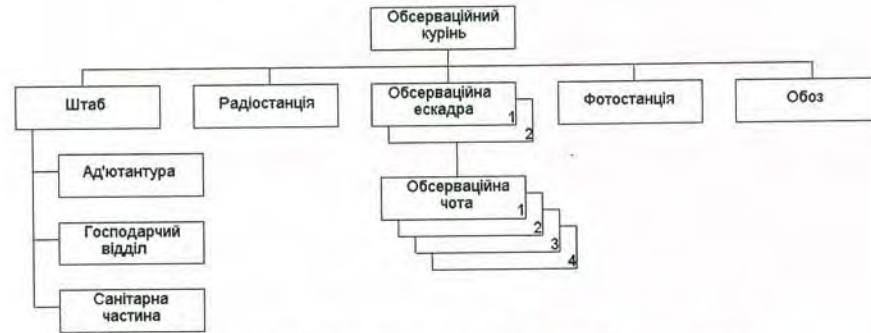 Обсерваційний
курінь
Штаб
Радіостанція
Обсерваційна
ескадра
1
2
Фотостанція
Обоз
Ад'ютантура
Господарчий
відділ
Санітарна
частина
Обсерваційна
чота
1
2
3
4